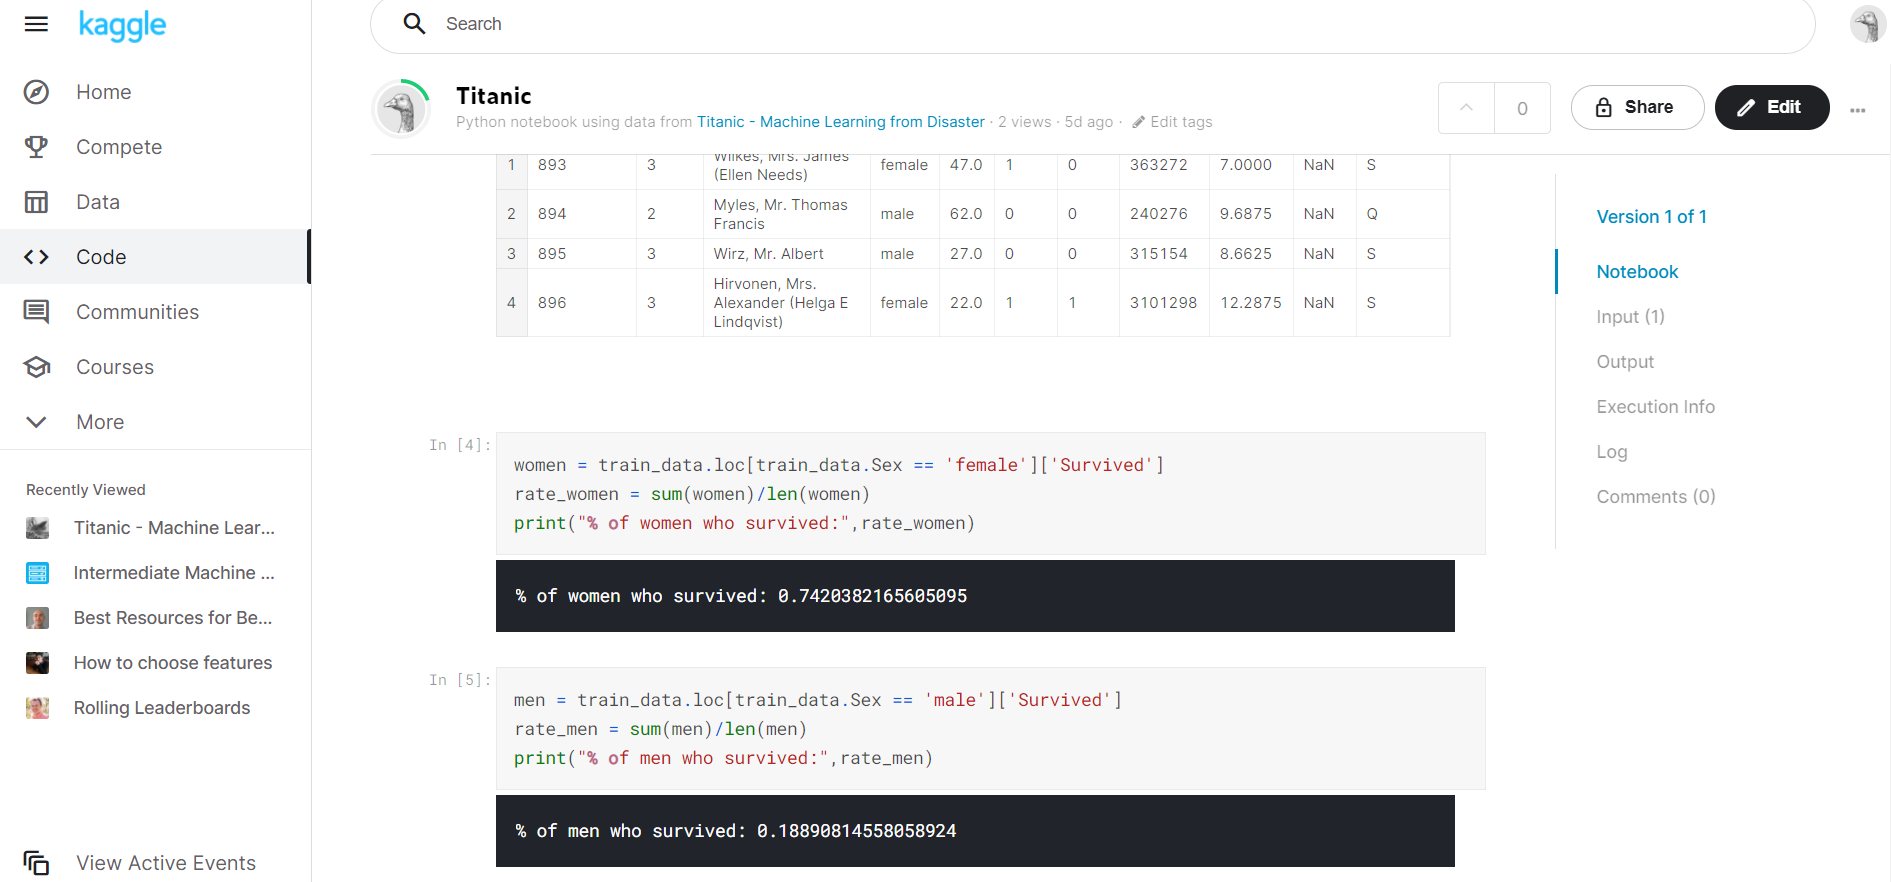 kaggle
Search
Home
Compete
Data
Code
Communities
Courses
More
Recently Viewed
Titanic - Machine Lear...
Intermediate Machine ...
Best Resources for Be...
How to choose features
Rolling Leaderboards
View Active Events
Titanic
Python notebook using data from Titanic - Machine Learning from Disaster · 2 views · 5d ago · Edit tags
0
Share
Edit
...
1 893 3 Wilkes, Mrs. James (Ellen Needs) female 47.0 1 0 363272 7.0000 NaN S
2 894 2 Myles, Mr. Thomas Francis male 62.0 0 0 240276 9.6875 NaN Q
3 895 3 Wirz, Mr. Albert male 27.0 0 0 315154 8.6625 NaN S
4 896 3 Hirvonen, Mrs. Alexander (Helga E Lindqvist) female 22.0 1 1 3101298 12.2875 NaN S
In [4]:
women = train_data.loc[train_data.Sex == 'female']['Survived']
rate_women = sum(women)/len(women)
print("% of women who survived:",rate_women)
% of women who survived: 0.7420382165605095
In [5]:
men = train_data.loc[train_data.Sex == 'male']['Survived']
rate_men = sum(men)/len(men)
print("% of men who survived:",rate_men)
% of men who survived: 0.18890814558058924
Version 1 of 1
Notebook
Input (1)
Output
Execution Info
Log
Comments (0)